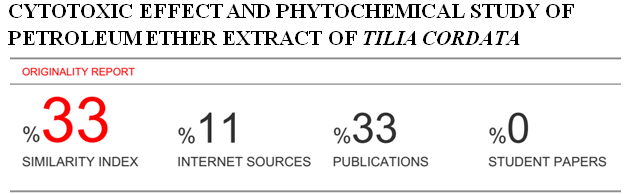 CYTOTOXIC EFFECT AND PHYTOCHEMICAL STUDY OF
PETROLEUM ETHER EXTRACT OF TILIA CORDATA
ORIGINALITY REPORT
%33 %11 %33 %0
SIMILARITY INDEX INTERNET SOURCES PUBLICATIONS STUDENT PAPERS